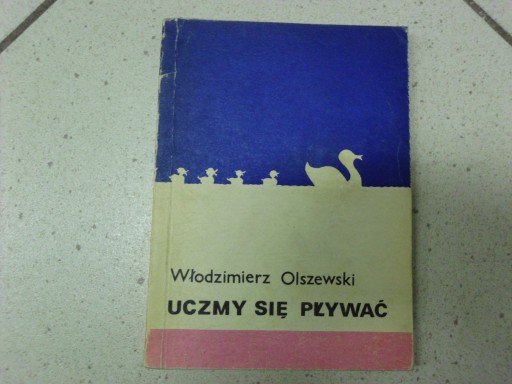 Włodzimierz Olszewski
UCZMY SIĘ PŁYWAĆ